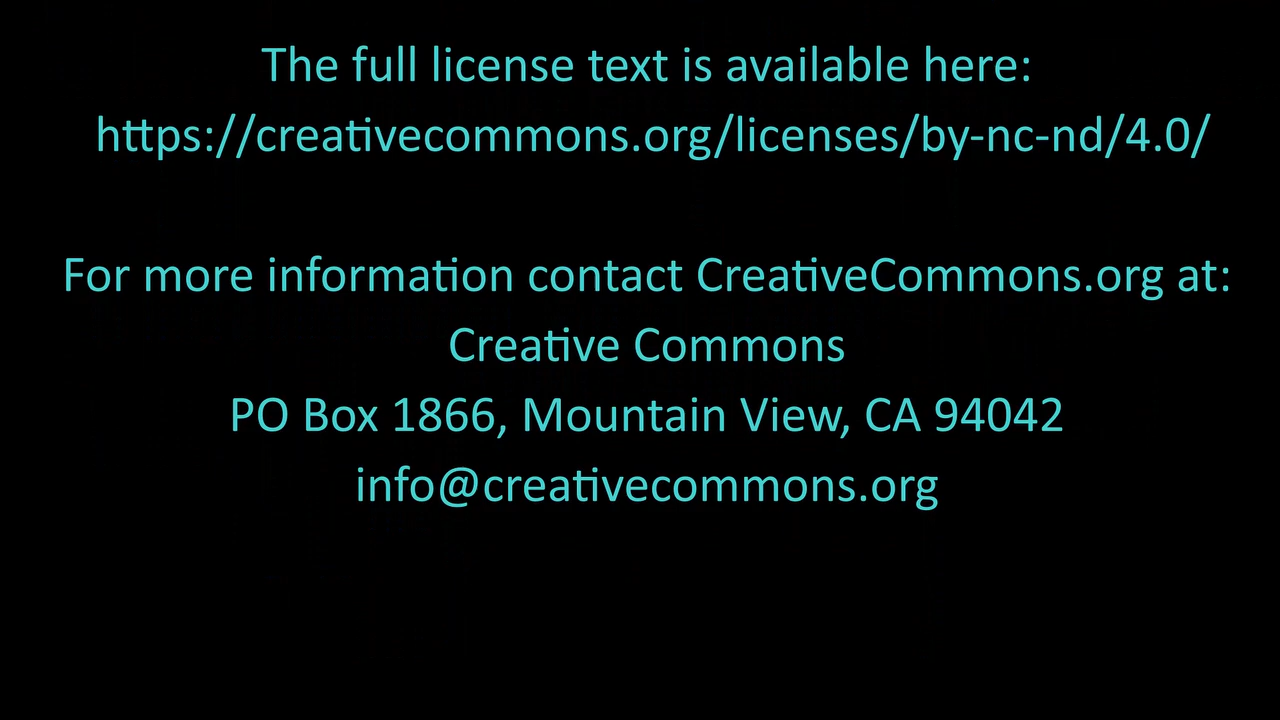 The full license text is available here:
https://creativecommons.org/licenses/by-nc-nd/4.0/
For more information contact CreativeCommons.org at:
Creative Commons
PO Box 1866, Mountain View, CA 94042
info@creativecommons.org